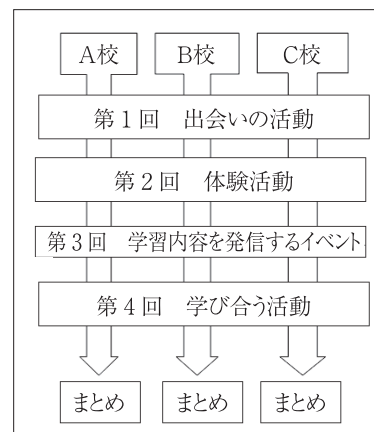 A校 B校 C校
第1回 出会いの活動
第2回 体験活動
第3回 学習内容を発信するイベント
第4回 学び合う活動
まとめ まとめ まとめ